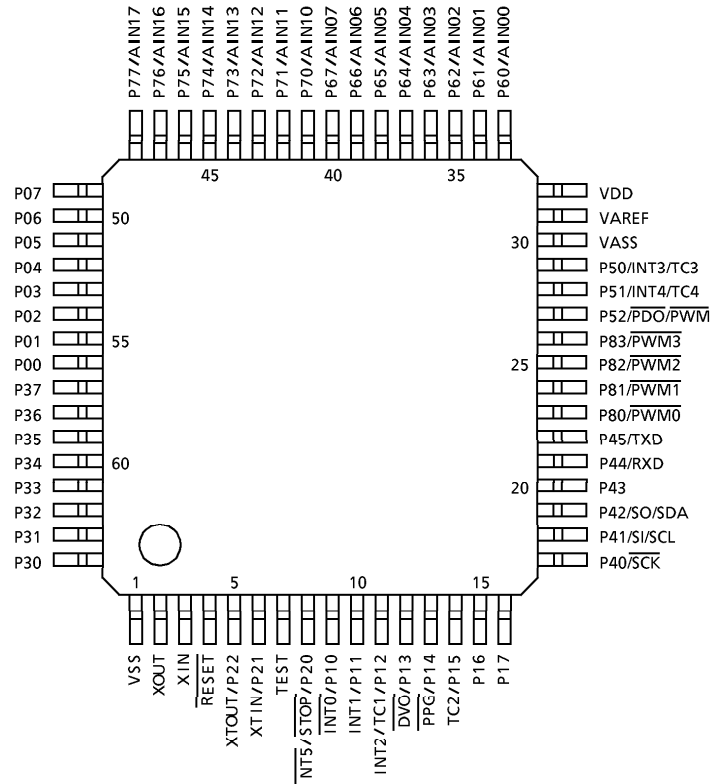 P77/AIN17
P76/AIN16
P75/AIN15
P74/AIN14
P73/AIN13
P72/AIN12
P71/AIN11
P70/AIN10
P67/AIN07
P66/AIN06
P65/AIN05
P64/AIN04
P63/AIN03
P62/AIN02
P61/AIN01
P60/AIN00
45
40
35
P07
P06
P05
P04
P03
P02
P01
P00
P37
P36
P35
P34
P33
P32
P31
P30
50
55
60
30
25
20
VDD
VAREF
VASS
P50/INT3/TC3
P51/INT4/TC4
P52/PDO/PWM
P83/PWM3
P82/PWM2
P81/PWM1
P80/PWM0
P45/TXD
P44/RXD
P43
P42/SO/SDA
P41/SI/SCL
P40/SCK
1
5
10
15
VSS
XOUT
XIN
RESET
XTOUT/P22
XTIN/P21
TEST
NT5/STOP/P20
INT0/P10
INT1/P11
INT2/TC1/P12
DVO/P13
PPG/P14
TC2/P15
P16
P17